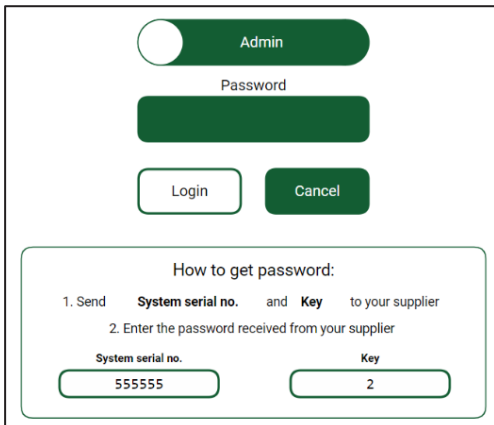 Admin
Password
Login Cancel
How to get password:
1. Send System serial no. and Key to your supplier
2. Enter the password received from your supplier
System serial no. Key
555555 2